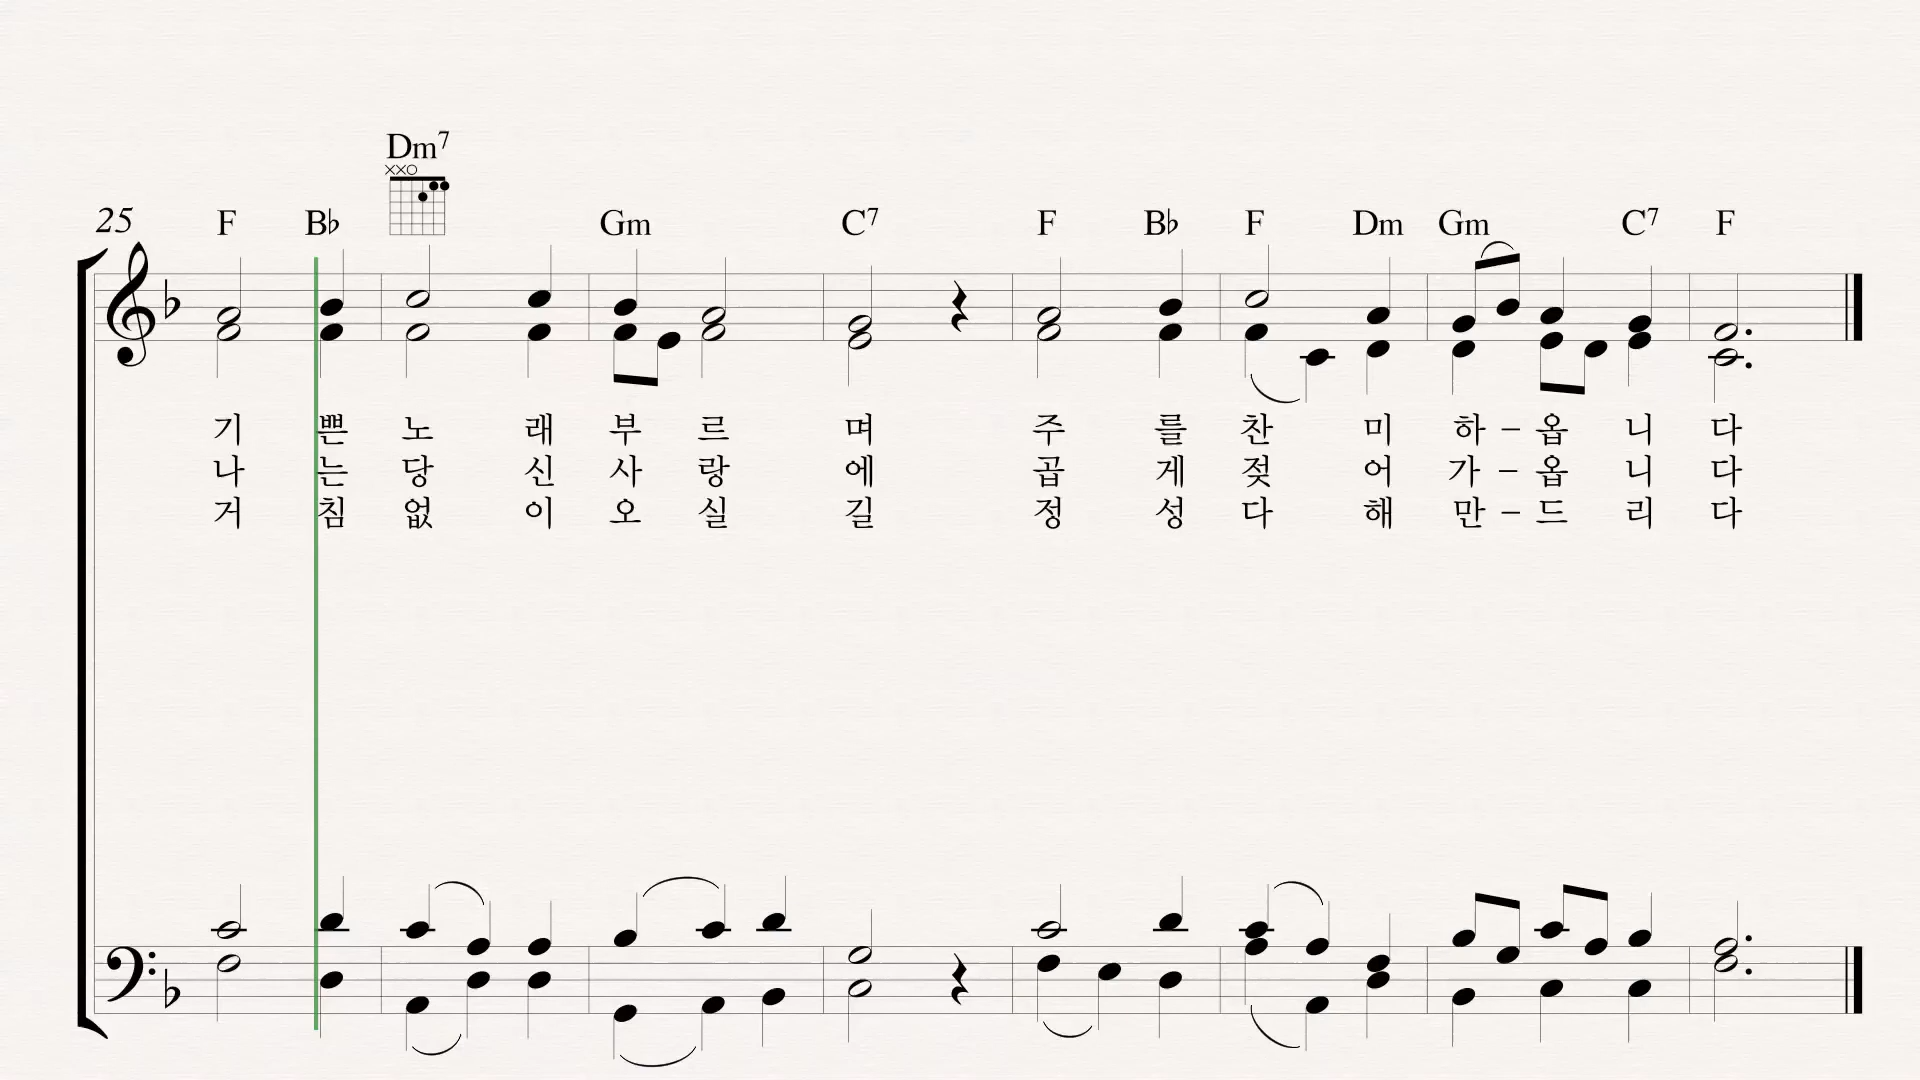 Dm7
25 F B♭ Gm C7 F B♭ F Dm Gm C7 F
기 쁜 노 래 부 르 며 주 를 찬 미 하 – 옵 니 다
나 는 당 신 사 랑 에 곱 게 젖 어 가 – 옵 니 다
거 침 없 이 오 실 길 정 성 다 해 만 – 드 리 다